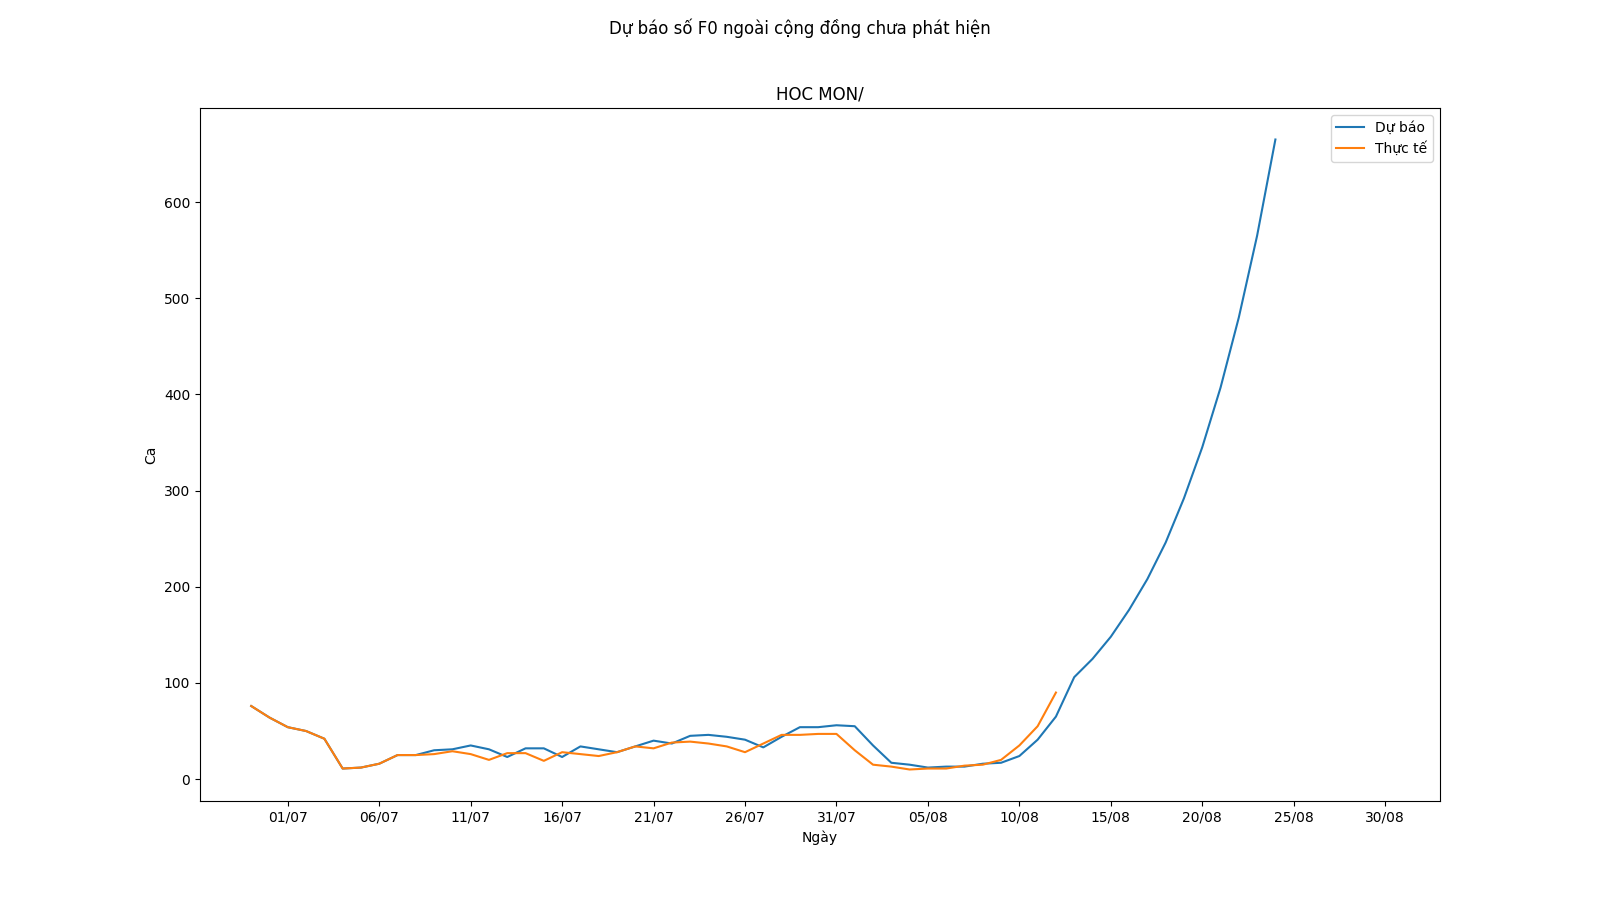 Dự báo số F0 ngoài cộng đồng chưa phát hiện
HOC MON/
Dự báo
Thực tế
600
500
400
300
200
100
0
Ca
01/07 06/07 11/07 16/07 21/07 26/07 31/07 05/08 10/08 15/08 20/08 25/08 30/08
Ngày